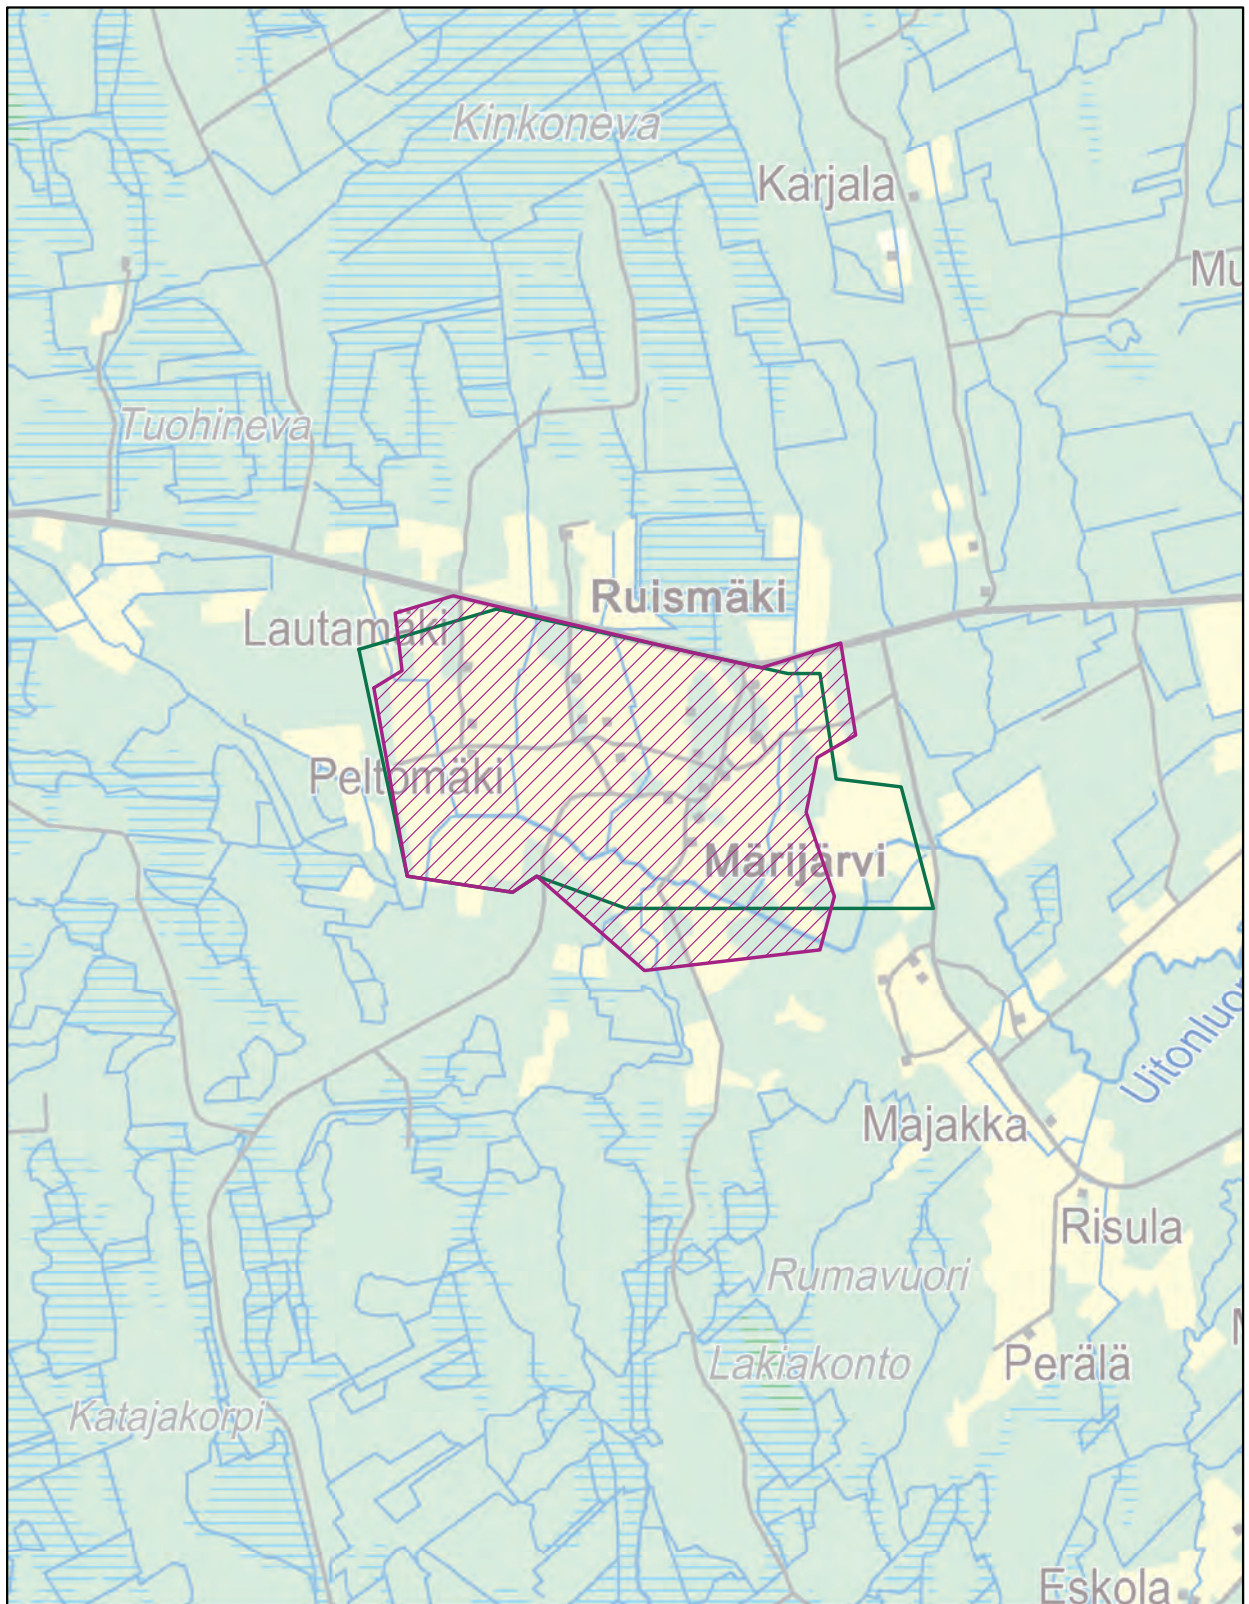 Kinkoneva
Karjala
Mu
Tuohineva
Ruismäki
Lautamäki
Peltomäki
Märijärvi
Uitonluo
Majakka
Risula
Rumavuori
Lakiakonto
Perälä
Katajakorpi
Eskola